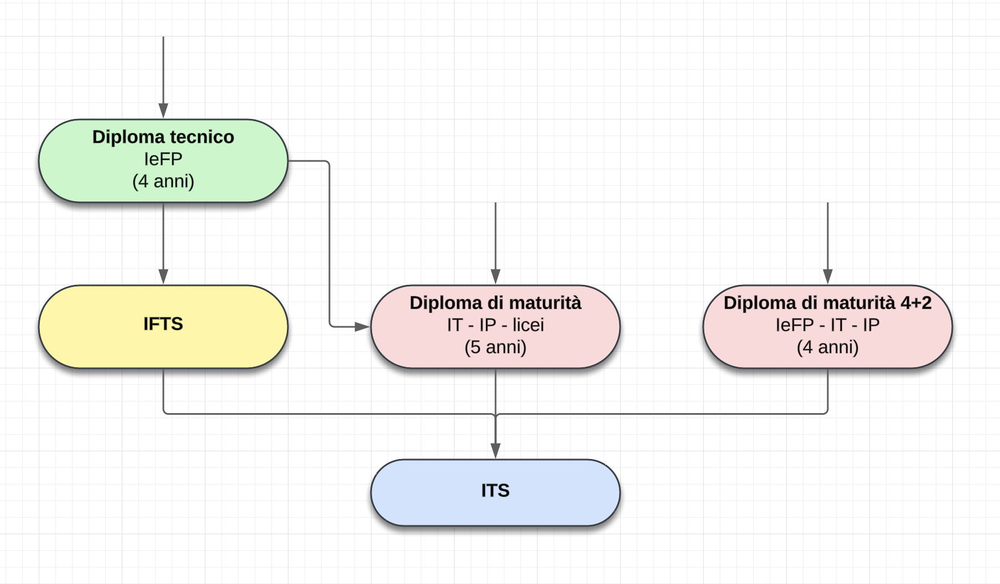 Diploma tecnico
IeFP
(4 anni)
IFTS
Diploma di maturità
IT - IP - licei
(5 anni)
Diploma di maturità 4+2
IeFP - IT - IP
(4 anni)
ITS